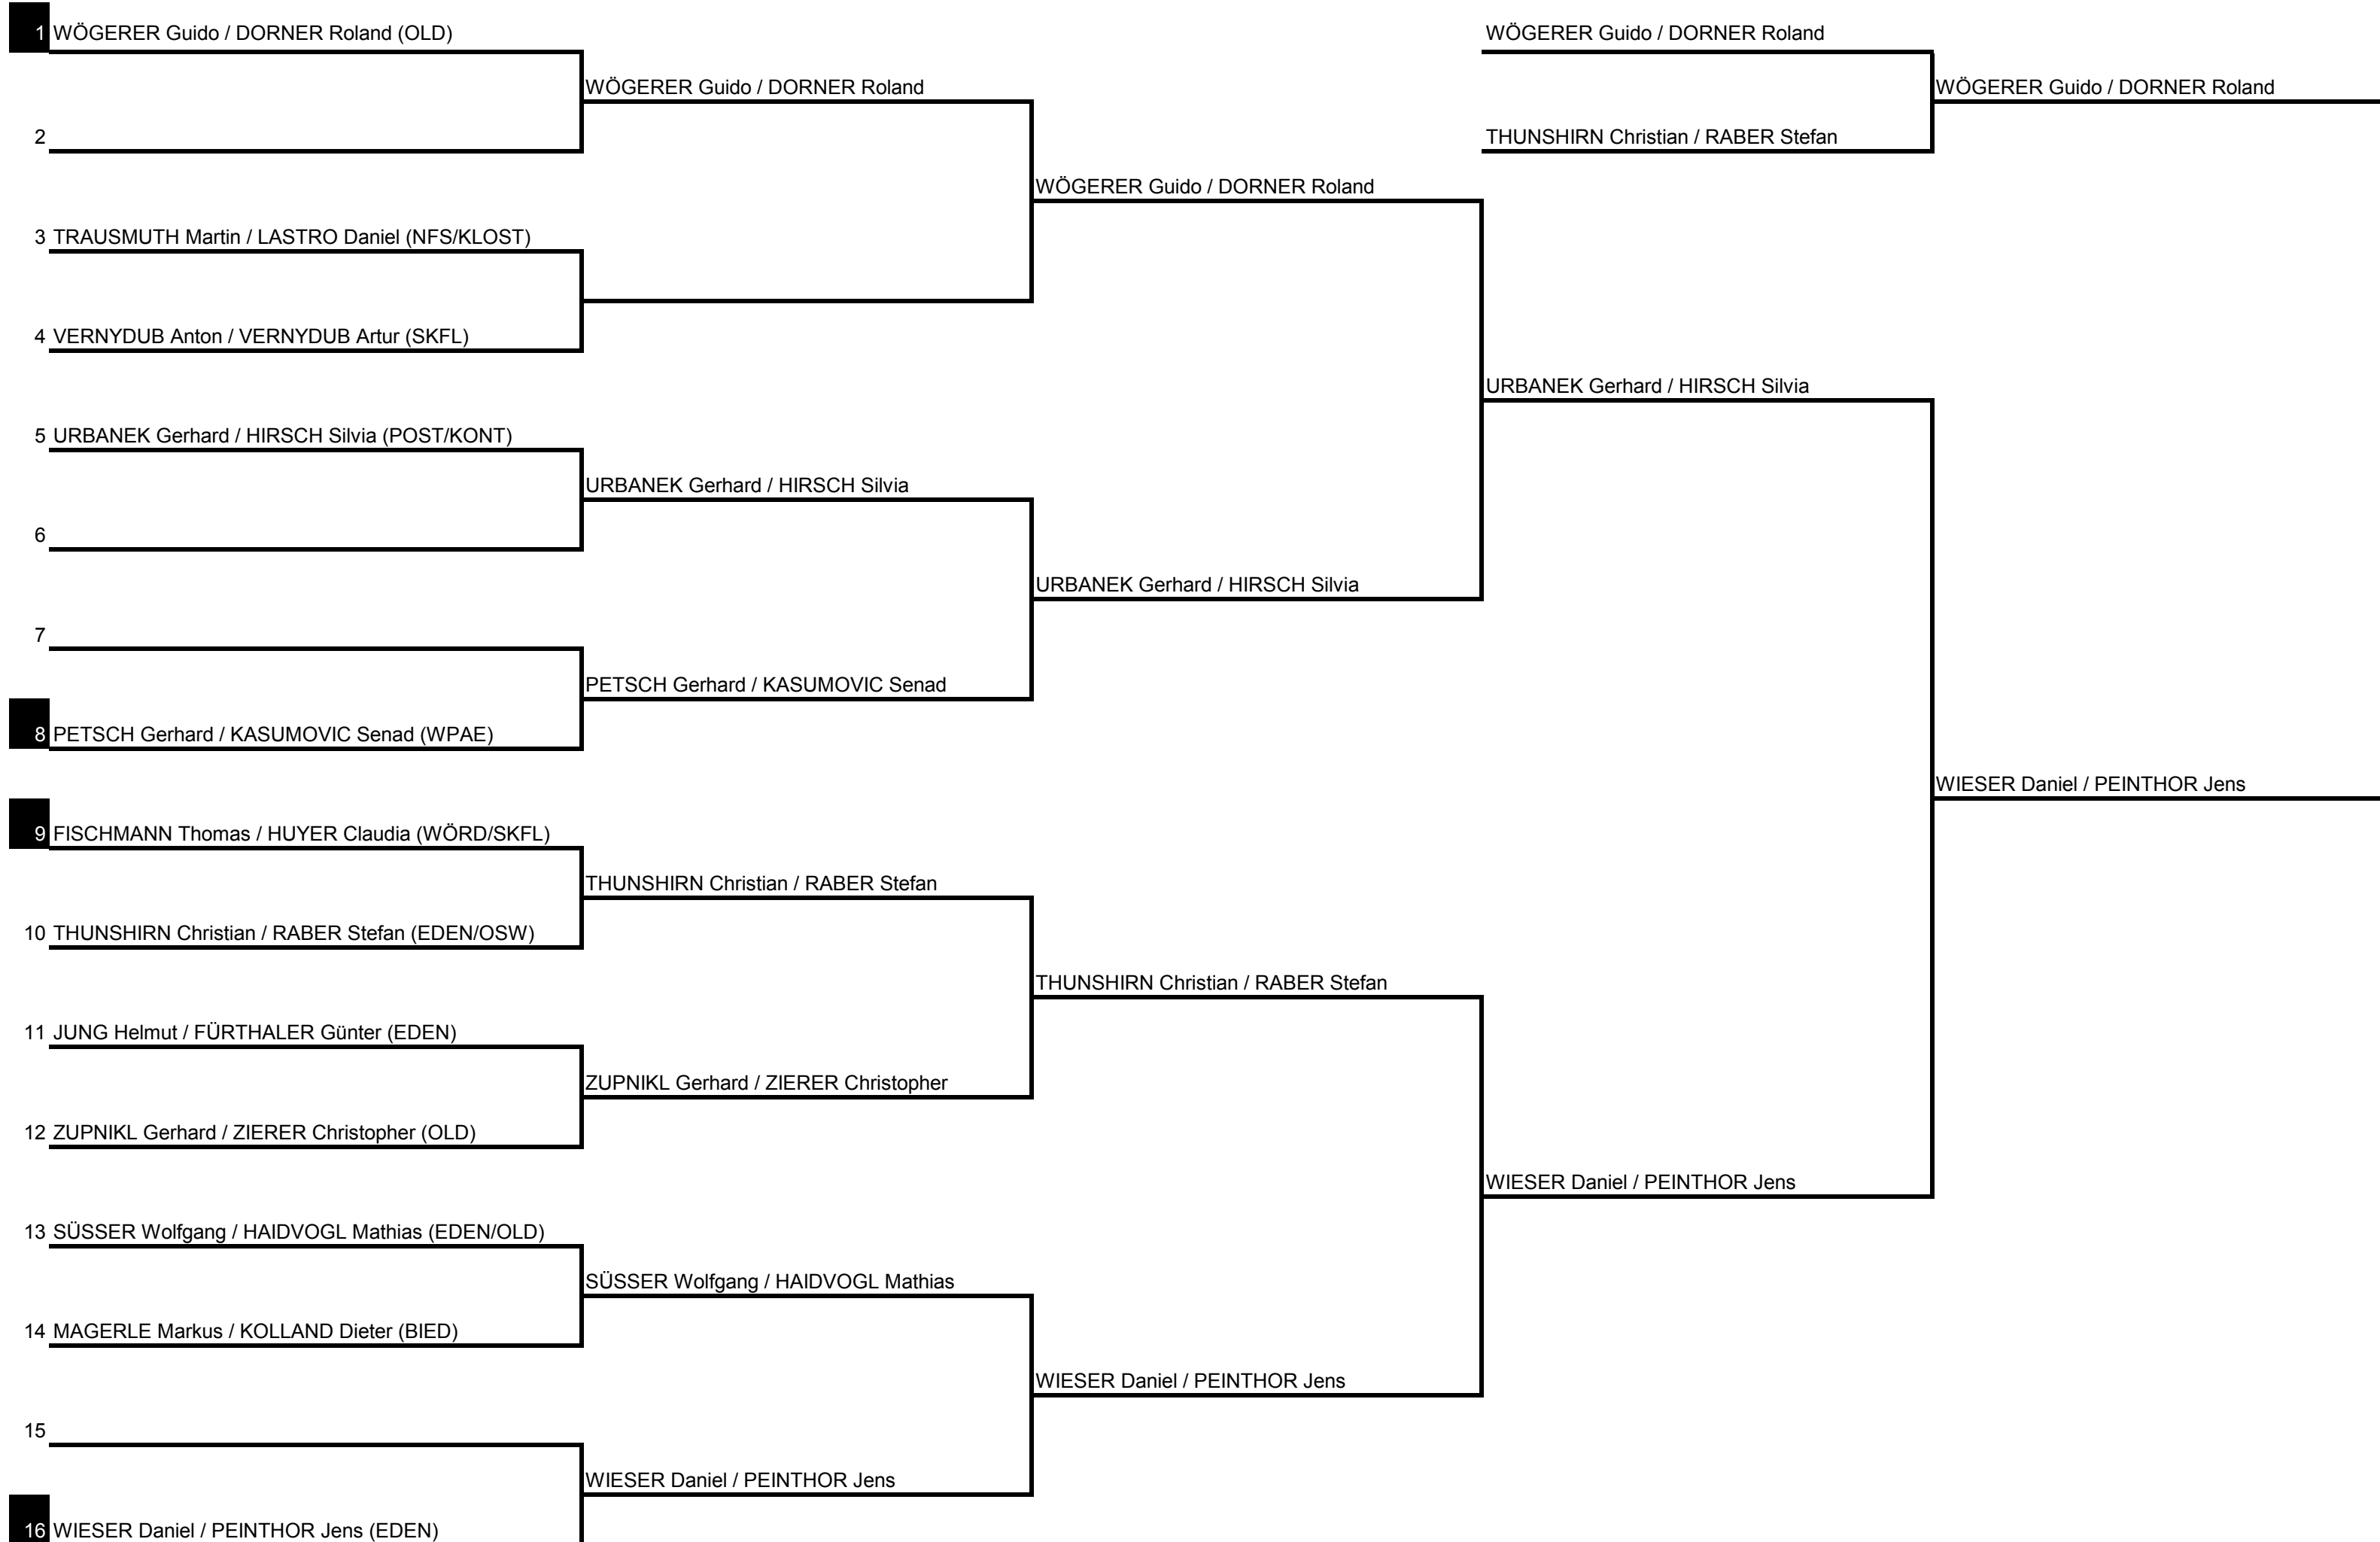 1 WÖGERER Guido / DORNER Roland (OLD)
WÖGERER Guido / DORNER Roland
WÖGERER Guido / DORNER Roland
WÖGERER Guido / DORNER Roland
2
THUNSHIRN Christian / RABER Stefan
WÖGERER Guido / DORNER Roland
3 TRAUSMUTH Martin / LASTRO Daniel (NFS/KLOST)
4 VERNYDUB Anton / VERNYDUB Artur (SKFL)
URBANEK Gerhard / HIRSCH Silvia
5 URBANEK Gerhard / HIRSCH Silvia (POST/KONT)
URBANEK Gerhard / HIRSCH Silvia
6
URBANEK Gerhard / HIRSCH Silvia
7
PETSCH Gerhard / KASUMOVIC Senad
8 PETSCH Gerhard / KASUMOVIC Senad (WPAE)
WIESER Daniel / PEINTHOR Jens
9 FISCHMANN Thomas / HUYER Claudia (WÖRD/SKFL)
THUNSHIRN Christian / RABER Stefan
10 THUNSHIRN Christian / RABER Stefan (EDEN/OSW)
THUNSHIRN Christian / RABER Stefan
11 JUNG Helmut / FÜRTHALER Günter (EDEN)
ZUPNIKL Gerhard / ZIERER Christopher
12 ZUPNIKL Gerhard / ZIERER Christopher (OLD)
WIESER Daniel / PEINTHOR Jens
13 SÜSSER Wolfgang / HAIDVOGL Mathias (EDEN/OLD)
SÜSSER Wolfgang / HAIDVOGL Mathias
14 MAGERLE Markus / KOLLAND Dieter (BIED)
WIESER Daniel / PEINTHOR Jens
15
WIESER Daniel / PEINTHOR Jens
16 WIESER Daniel / PEINTHOR Jens (EDEN)